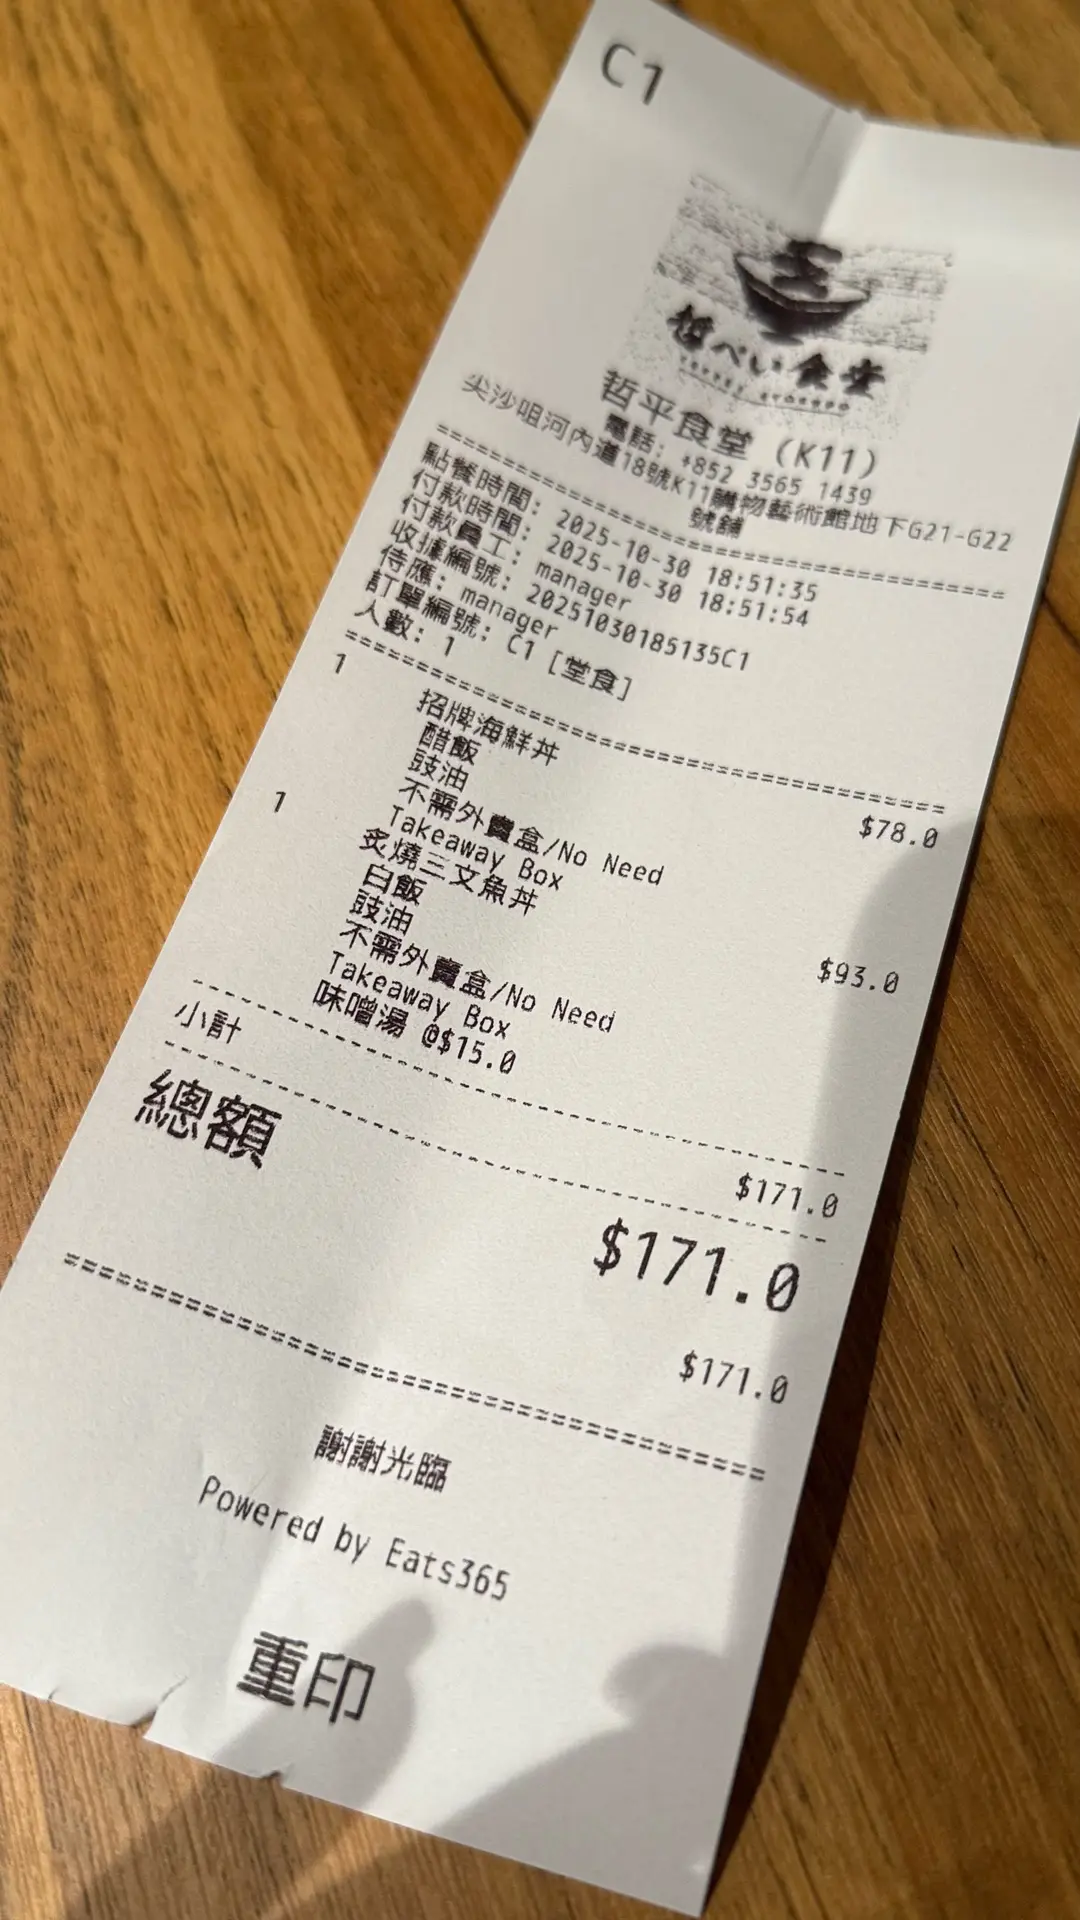 C1
哲ぺい食堂
哲平食堂 (K11)
電話: +852 3565 1439
尖沙咀河內道18號K11購物藝術館地下G21-G22
號舖
點餐時間: 2025-10-30 18:51:35
付款時間: 2025-10-30 18:51:54
付款員工: manager
收據編號: 20251030185135C1
侍應: manager
訂單編號: C1 [堂食]
人數: 1
1 招牌海鮮丼 $78.0
醋飯
豉油
不需外賣盒/No Need
Takeaway Box
1 炙燒三文魚丼 $93.0
白飯
豉油
不需外賣盒/No Need
Takeaway Box
味噌湯 @$15.0
小計 $171.0
總額 $171.0
$171.0
謝謝光臨
Powered by Eats365
重印